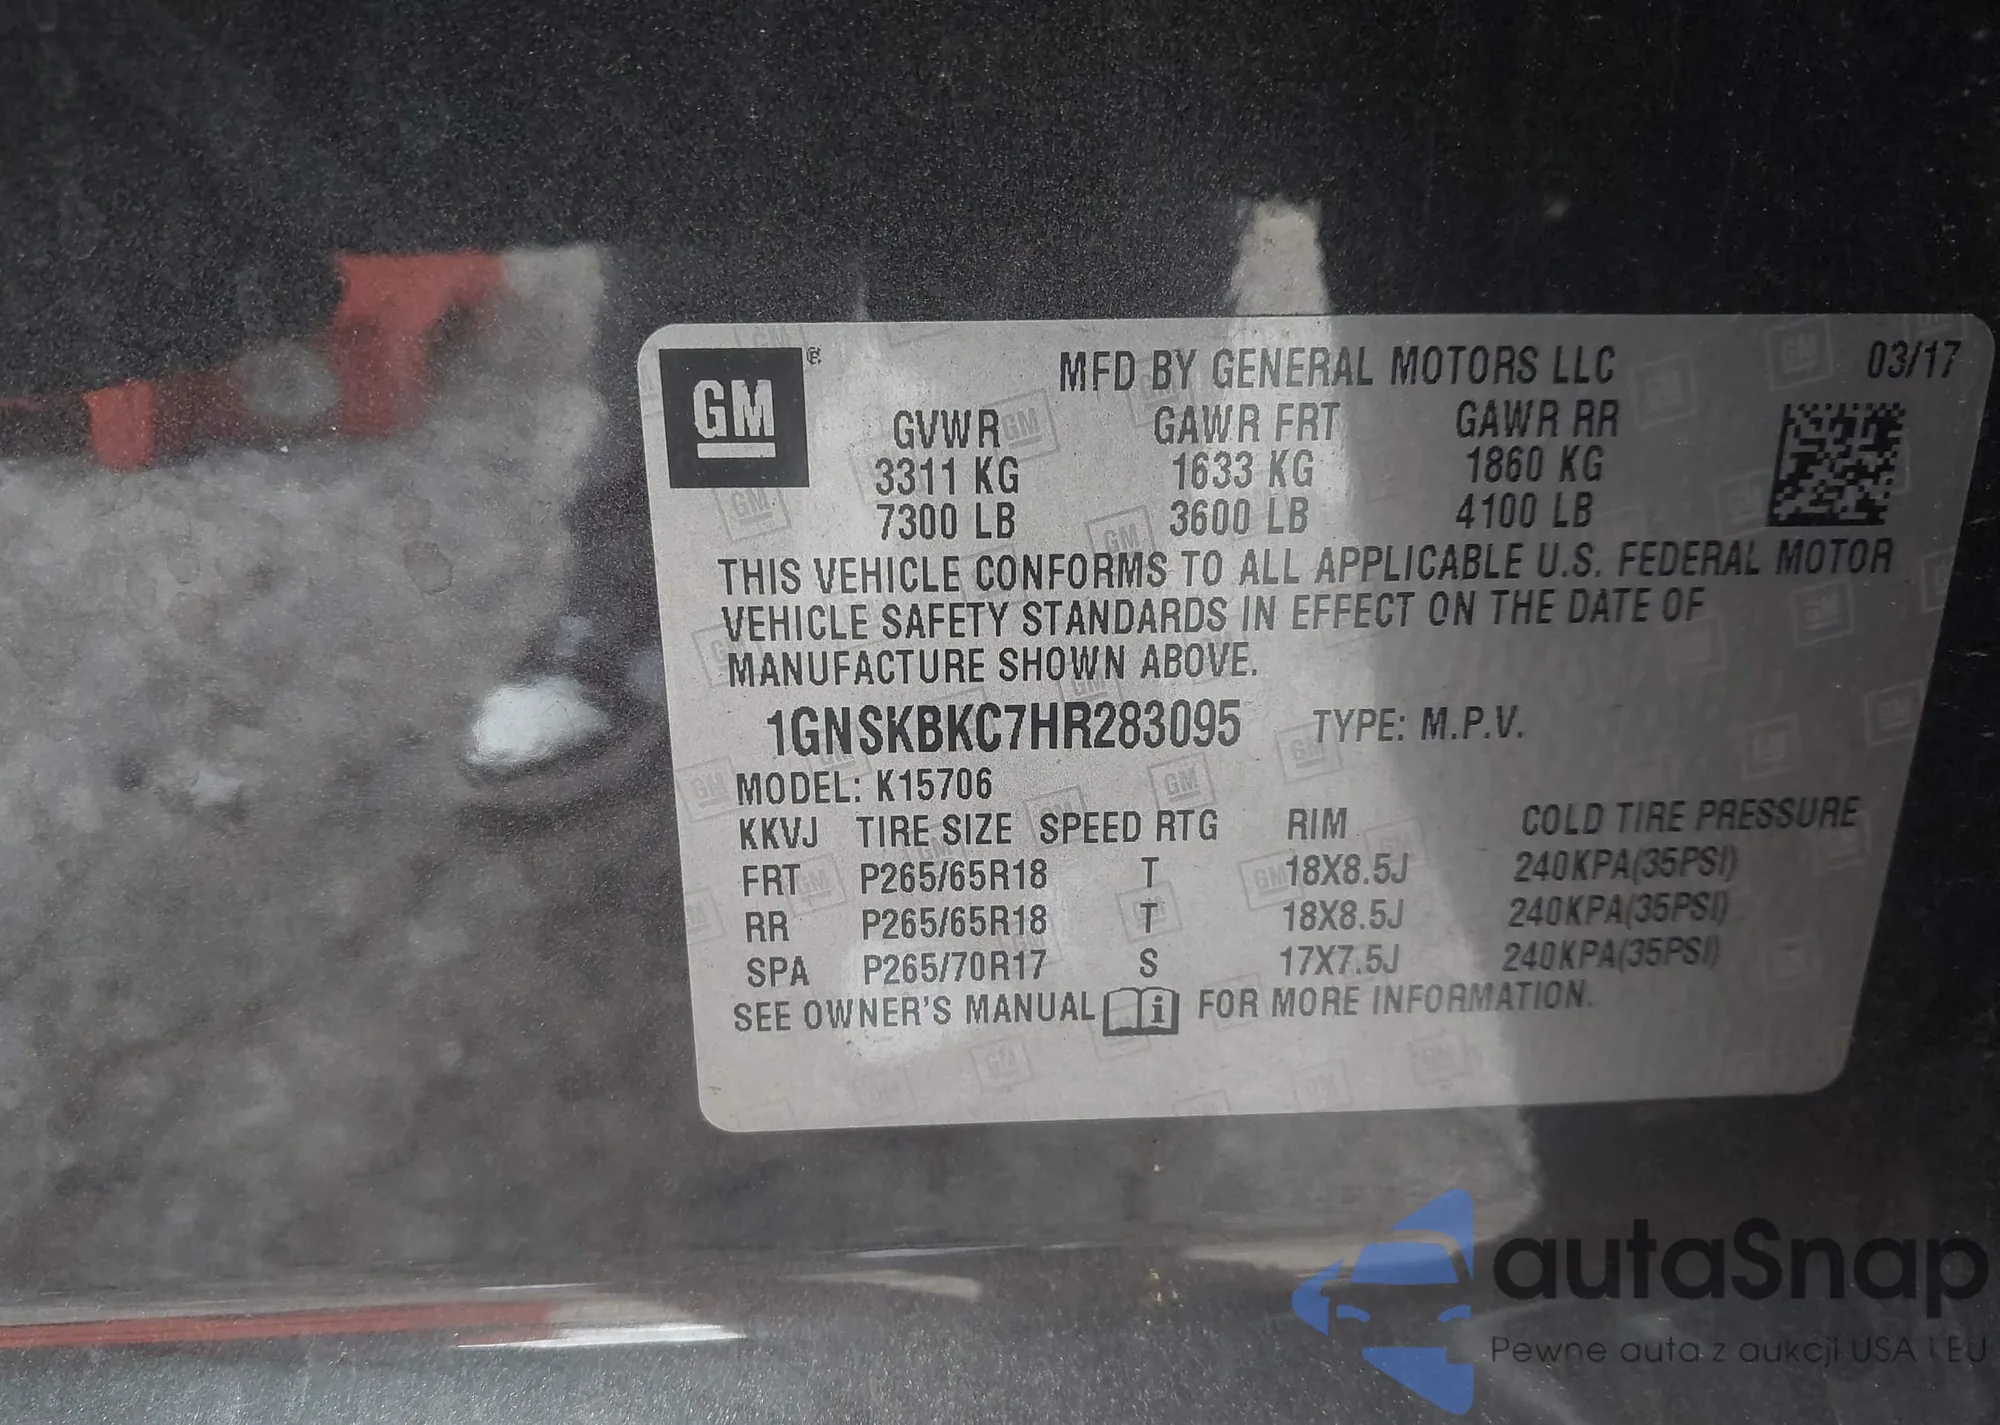 GM ® MFD BY GENERAL MOTORS LLC 03/17
GVWR GAWR FRT GAWR RR
3311 KG 1633 KG 1860 KG
7300 LB 3600 LB 4100 LB
THIS VEHICLE CONFORMS TO ALL APPLICABLE U.S. FEDERAL MOTOR
VEHICLE SAFETY STANDARDS IN EFFECT ON THE DATE OF
MANUFACTURE SHOWN ABOVE.
1GNSKBKC7HR283095 TYPE: M.P.V.
MODEL: K15706
KKVJ TIRE SIZE SPEED RTG RIM COLD TIRE PRESSURE
FRT P265/65R18 T 18X8.5J 240KPA(35PSI)
RR P265/65R18 T 18X8.5J 240KPA(35PSI)
SPA P265/70R17 S 17X7.5J 240KPA(35PSI)
SEE OWNER'S MANUAL i FOR MORE INFORMATION.
autaSnap
Pewne auta z aukcji USA i EU